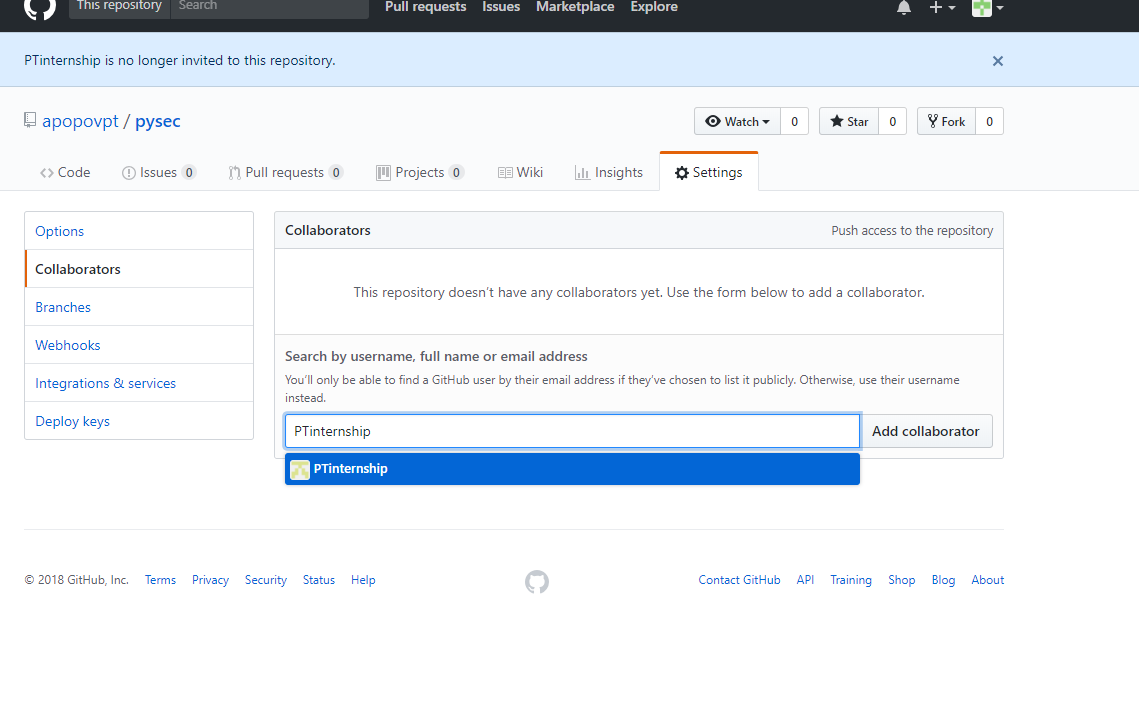 This repository Search Pull requests Issues Marketplace Explore
PTinternship is no longer invited to this repository.
apopovpt / pysec Watch 0 Star 0 Fork 0
Code Issues 0 Pull requests 0 Projects 0 Wiki Insights Settings
Options
Collaborators
Branches
Webhooks
Integrations & services
Deploy keys
Collaborators Push access to the repository
This repository doesn't have any collaborators yet. Use the form below to add a collaborator.
Search by username, full name or email address
You'll only be able to find a GitHub user by their email address if they've chosen to list it publicly. Otherwise, use their username
instead.
PTinternship Add collaborator
PTinternship
© 2018 GitHub, Inc. Terms Privacy Security Status Help Contact GitHub API Training Shop Blog About